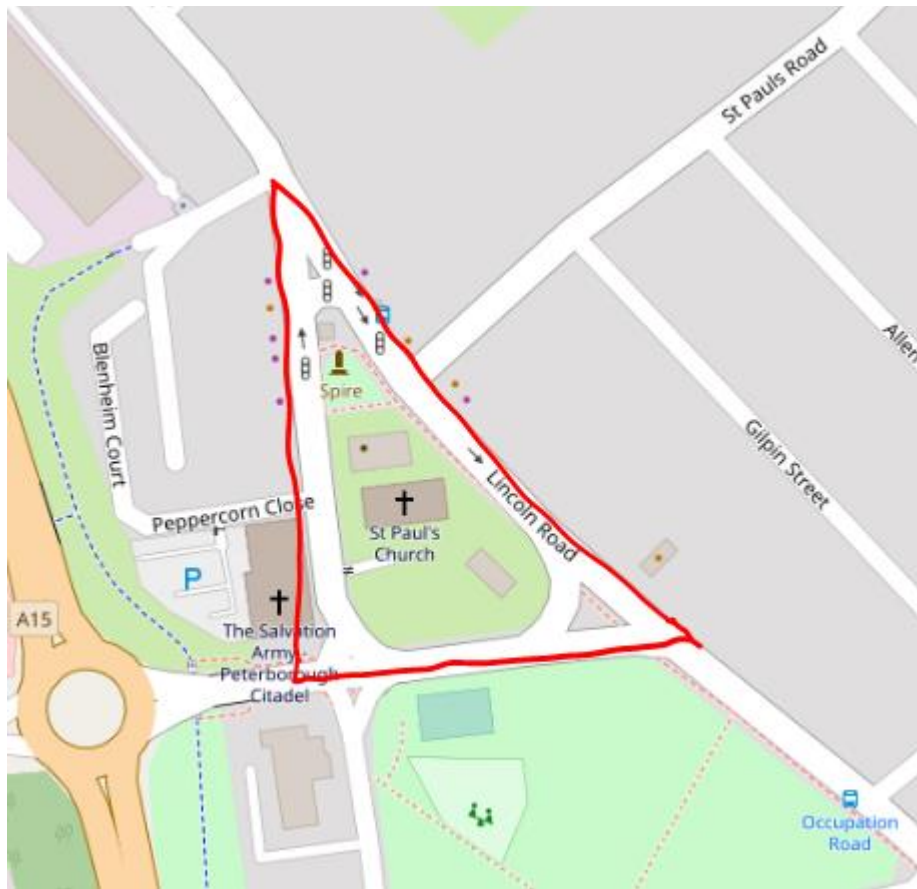 St Pauls Road
Allen
Gilpin Street
Lincoln Road
Spire
Blenheim Court
Peppercorn Close
St Paul's
Church
P
A15
The Salvation
Army -
Peterborough
Citadel
Occupation
Road